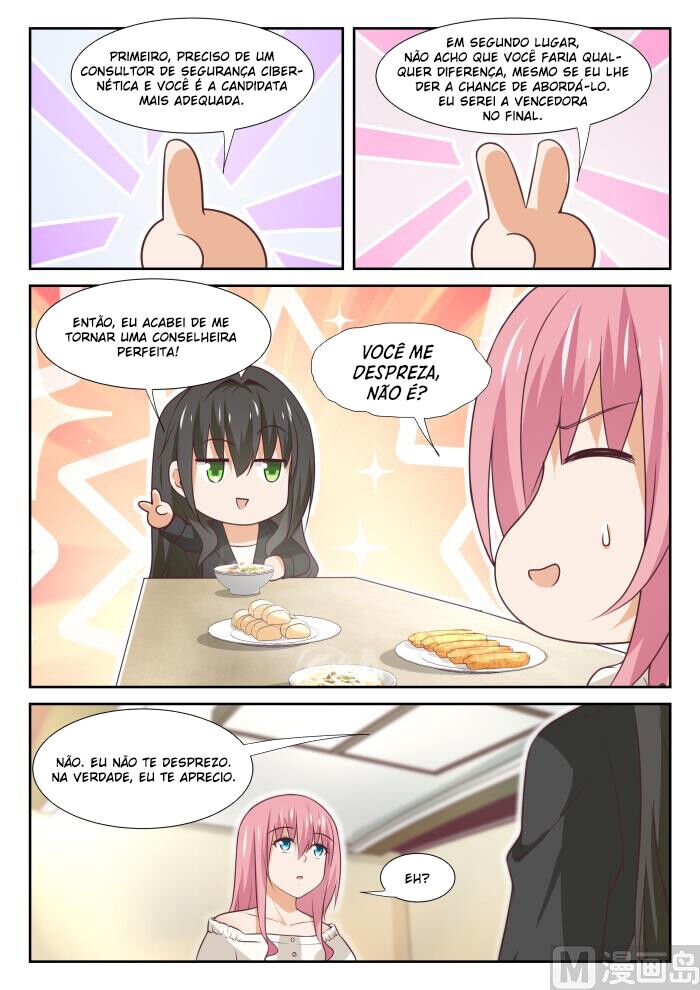 PRIMEIRO, PRECISO DE UM
CONSULTOR DE SEGURANÇA CIBER-
NÉTICA E VOCÊ É A CANDIDATA
MAIS ADEQUADA.
EM SEGUNDO LUGAR,
NÃO ACHO QUE VOCÊ FARIA QUAL-
QUER DIFERENÇA, MESMO SE EU LHE
DER A CHANCE DE ABORDÁ-LO.
EU SEREI A VENCEDORA
NO FINAL.
ENTÃO, EU ACABEI DE ME
TORNAR UMA CONSELHEIRA
PERFEITA!
VOCÊ ME
DESPREZA,
NÃO É?
NÃO. EU NÃO TE DESPREZO.
NA VERDADE, EU TE APRECIO.
EH?
M 漫画岛